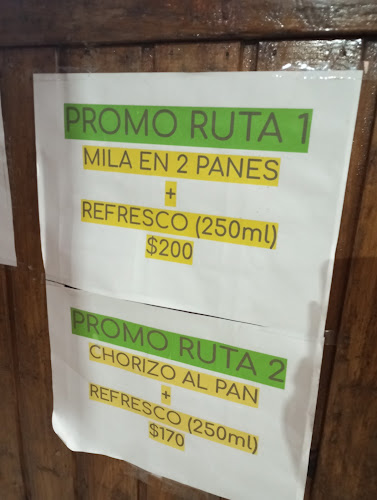 PROMO RUTA 1
MILA EN 2 PANES
+
REFRESCO (250ml)
$200
PROMO RUTA 2
CHORIZO AL PAN
+
REFRESCO (250ml)
$170